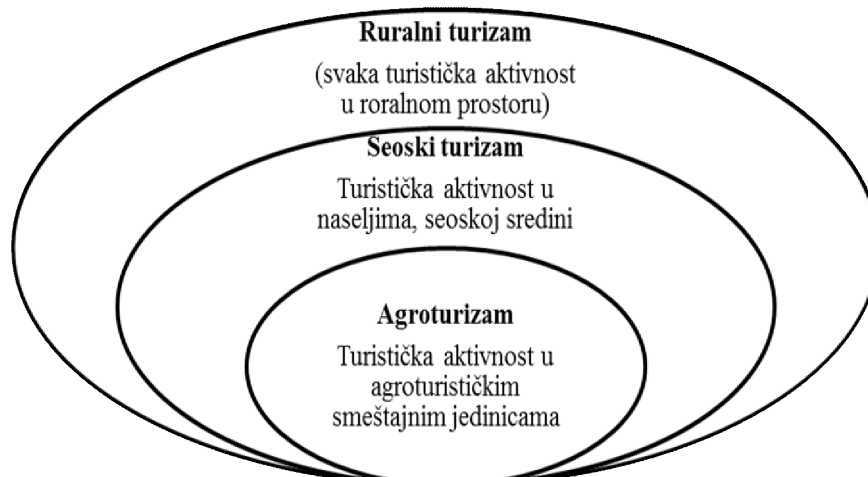 Ruralni turizam
(svaka turistička aktivnost
u roralnom prostoru)
Seoski turizam
Turistička aktivnost u
naseljima, seoskoj sredini
Agroturizam
Turistička aktivnost u
agroturističkim
smeštajnim jedinicama